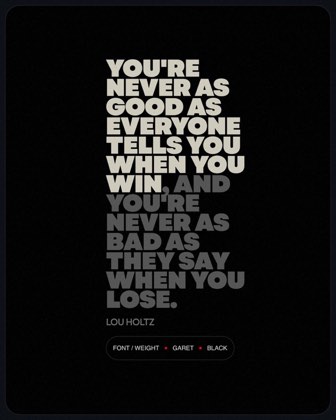 YOU'RE
NEVER AS
GOOD AS
EVERYONE
TELLS YOU
WHEN YOU
WIN, AND
YOU'RE
NEVER AS
BAD AS
THEY SAY
WHEN YOU
LOSE.
LOU HOLTZ
FONT / WEIGHT • GARET • BLACK